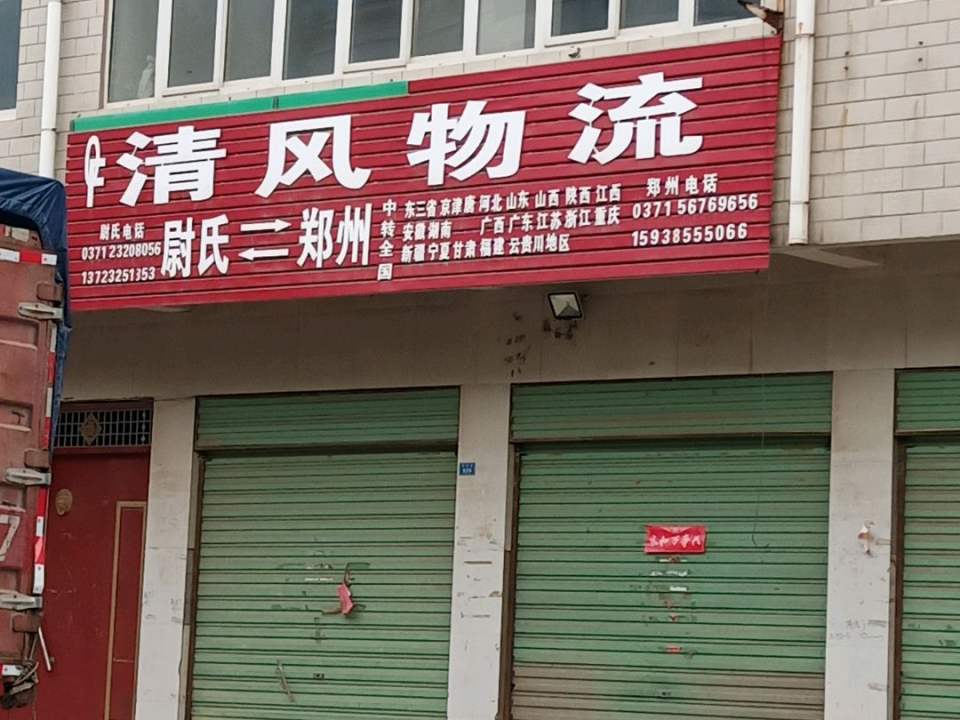 清风物流
尉氏电话
0371 23208056
13723251353
尉氏 郑州
中转全国
东三省 京津唐 河北 山东 山西 陕西 江西
安徽 湖南 广西 广东 江苏 浙江 重庆
新疆 宁夏 甘肃 福建 云贵川地区
郑州电话
0371 56769656
15938555066
7